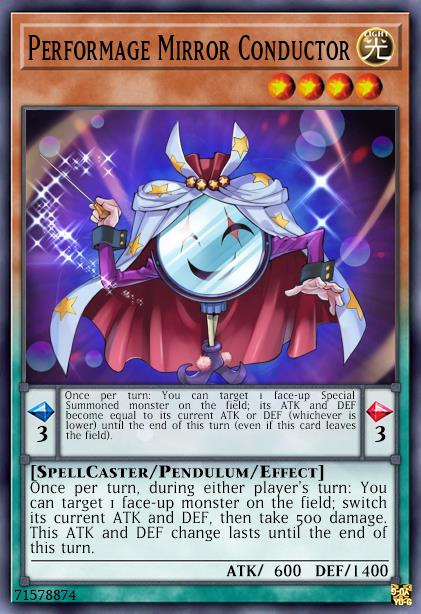 Performage Mirror Conductor
LIGHT
光
Once per turn: You can target 1 face-up Special
Summoned monster on the field; its ATK and DEF
become equal to its current ATK or DEF (whichever is
lower) until the end of this turn (even if this card leaves
the field).
3
3
[SpellCaster/Pendulum/Effect]
Once per turn, during either player's turn: You
can target 1 face-up monster on the field; switch
its current ATK and DEF, then take 500 damage.
This ATK and DEF change lasts until the end of
this turn.
ATK/ 600 DEF/1400
71578874